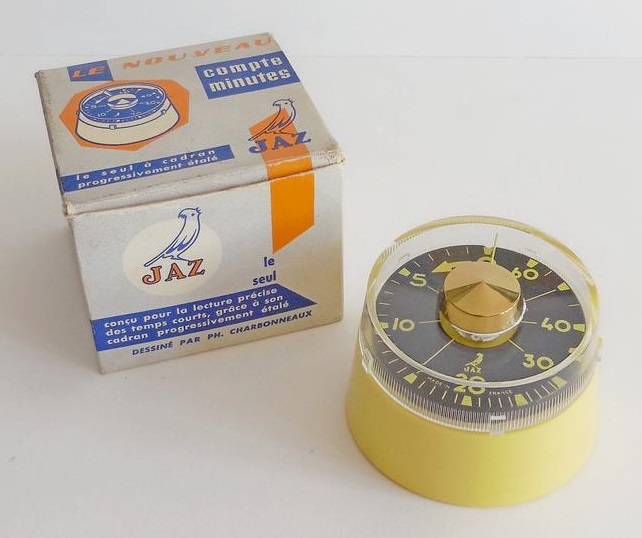 LE NOUVEAU
compte
minutes
JAZ
le seul à cadran
progressivement étalé
JAZ
le
seul
conçu pour la lecture précise
des temps courts, grâce à son
cadran progressivement étalé
DESSINÉ PAR PH. CHARBONNEAUX
0
60
5
10
40
30
20
JAZ
MADE IN FRANCE